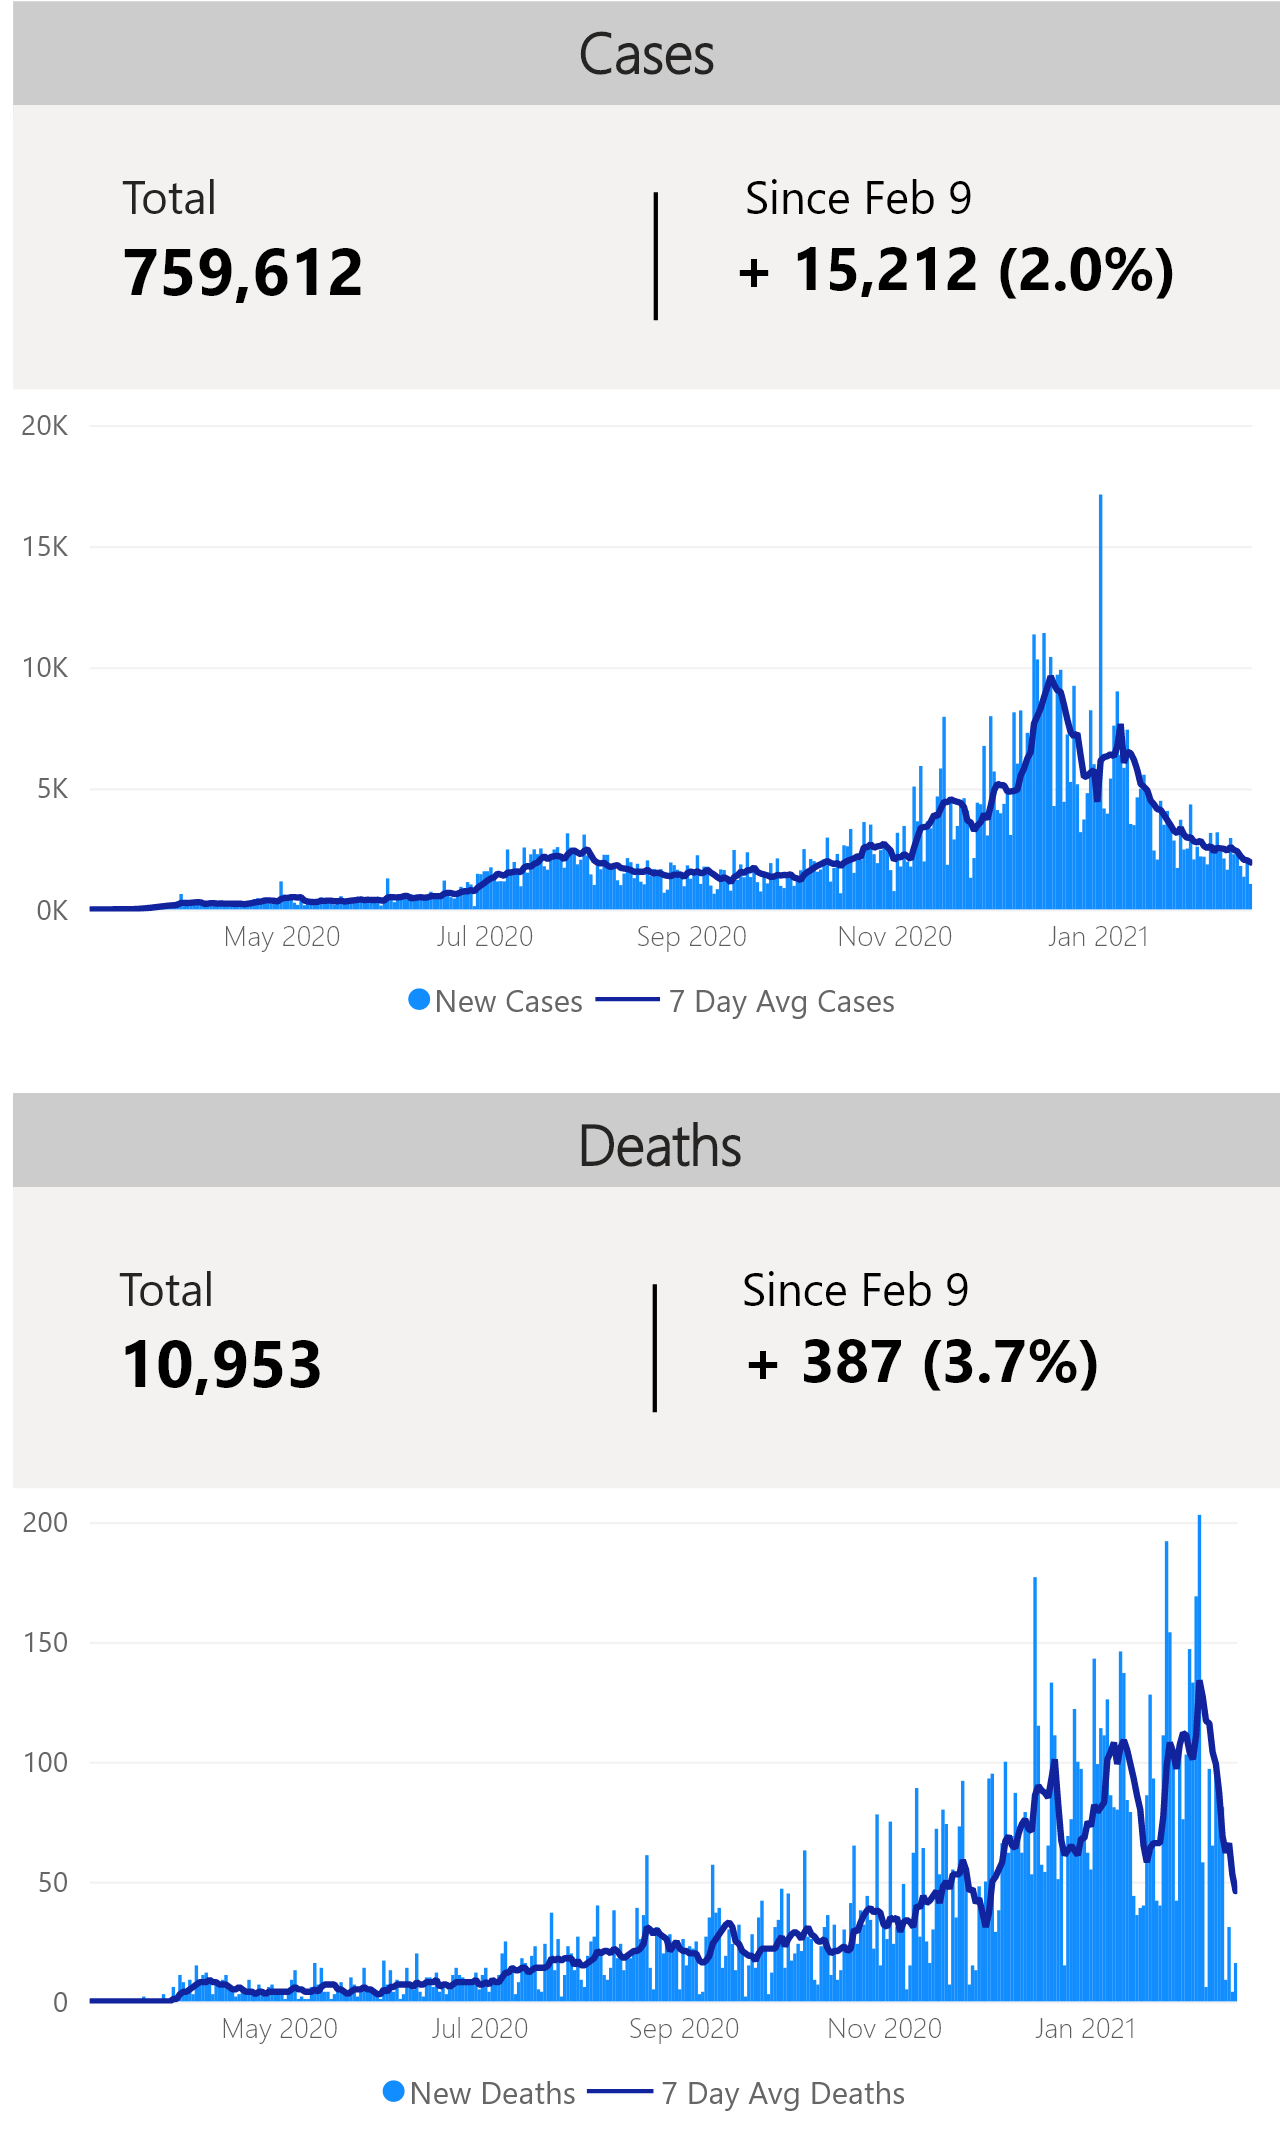 Cases
Total
Since Feb 9
759,612
+ 15,212 (2.0%)
20K
15K
10K
5K
0K
May 2020
Jul 2020
Sep 2020
Nov 2020
Jan 2021
New Cases
7 Day Avg Cases
Deaths
Total
Since Feb 9
10,953
+ 387 (3.7%)
200
150
100
50
0
May 2020
Jul 2020
Sep 2020
Nov 2020
Jan 2021
New Deaths
7 Day Avg Deaths